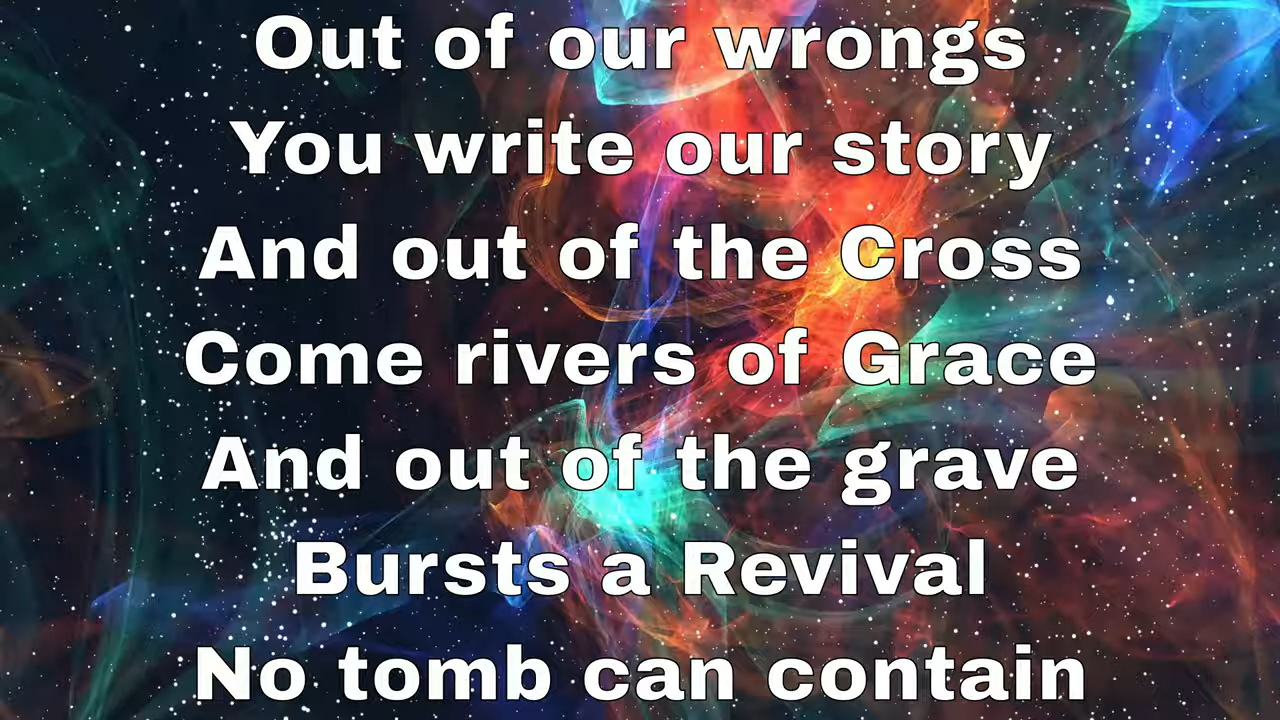 Out of our wrongs
You write our story
And out of the Cross
Come rivers of Grace
And out of the grave
Bursts a Revival
No tomb can contain